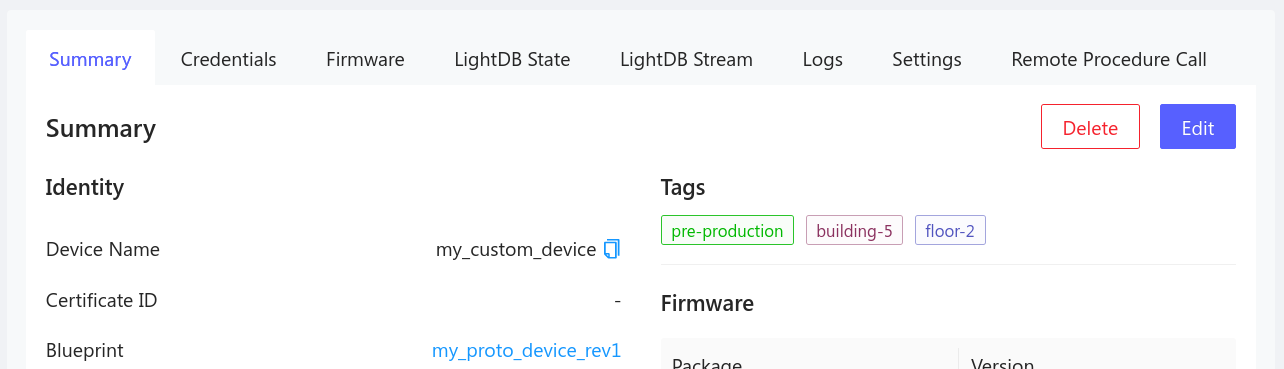 Summary Credentials Firmware LightDB State LightDB Stream Logs Settings Remote Procedure Call
Summary Delete Edit
Identity Tags
pre-production building-5 floor-2
Device Name my_custom_device
Certificate ID -
Firmware
Blueprint my_proto_device_rev1
Package Version